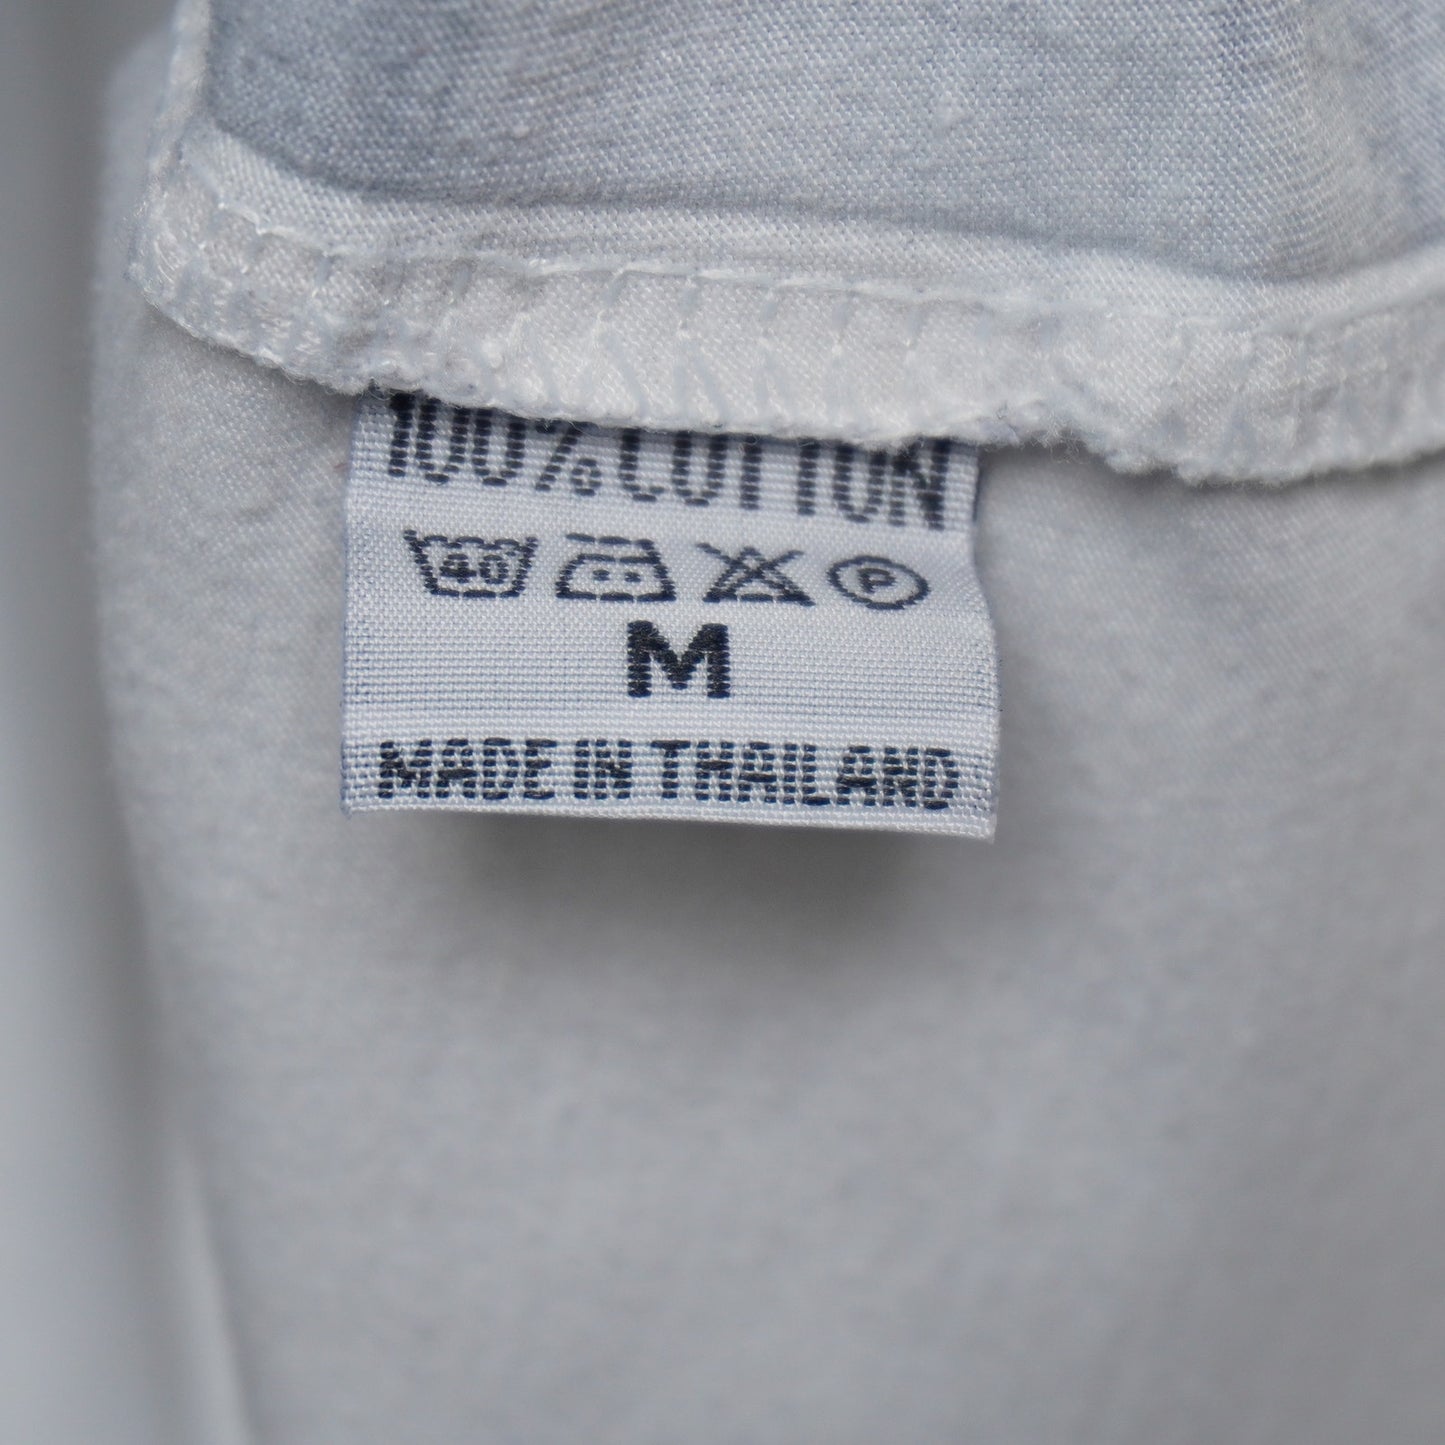 100% COTTON
40 P
M
MADE IN THAILAND